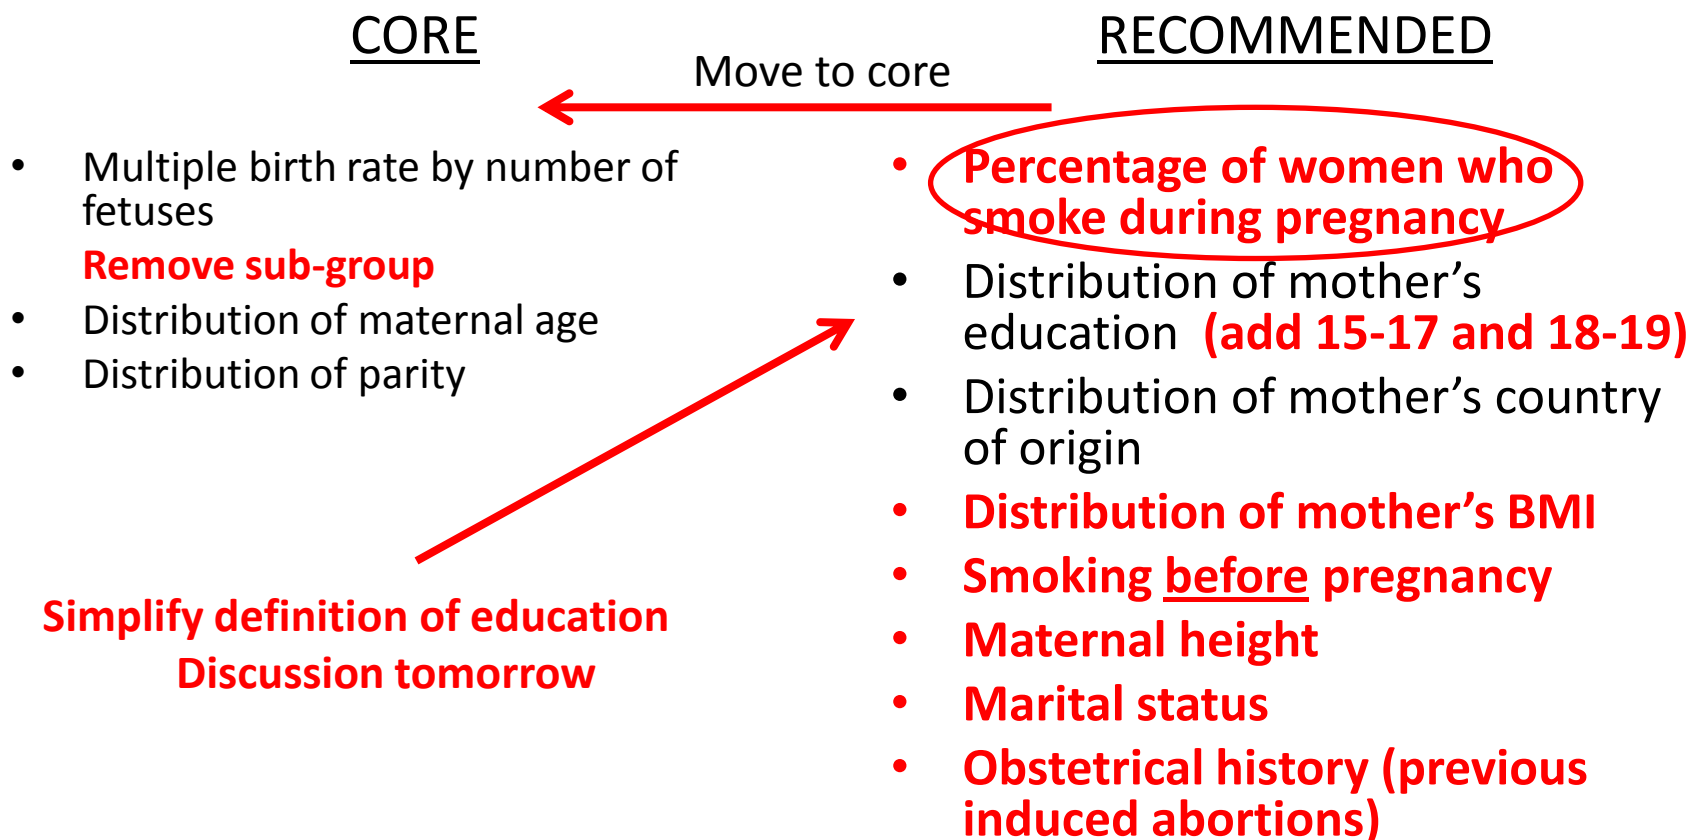 CORE
RECOMMENDED
Move to core
• Multiple birth rate by number of
fetuses
Remove sub-group
• Distribution of maternal age
• Distribution of parity
Simplify definition of education
Discussion tomorrow
• Percentage of women who
smoke during pregnancy
• Distribution of mother’s
education (add 15-17 and 18-19)
• Distribution of mother’s country
of origin
• Distribution of mother’s BMI
• Smoking before pregnancy
• Maternal height
• Marital status
• Obstetrical history (previous
induced abortions)